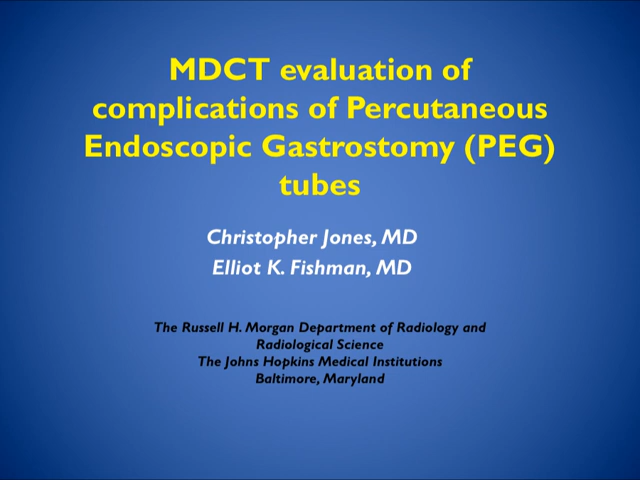 MDCT evaluation of
complications of Percutaneous
Endoscopic Gastrostomy (PEG)
tubes
Christopher Jones, MD
Elliot K. Fishman, MD
The Russell H. Morgan Department of Radiology and
Radiological Science
The Johns Hopkins Medical Institutions
Baltimore, Maryland